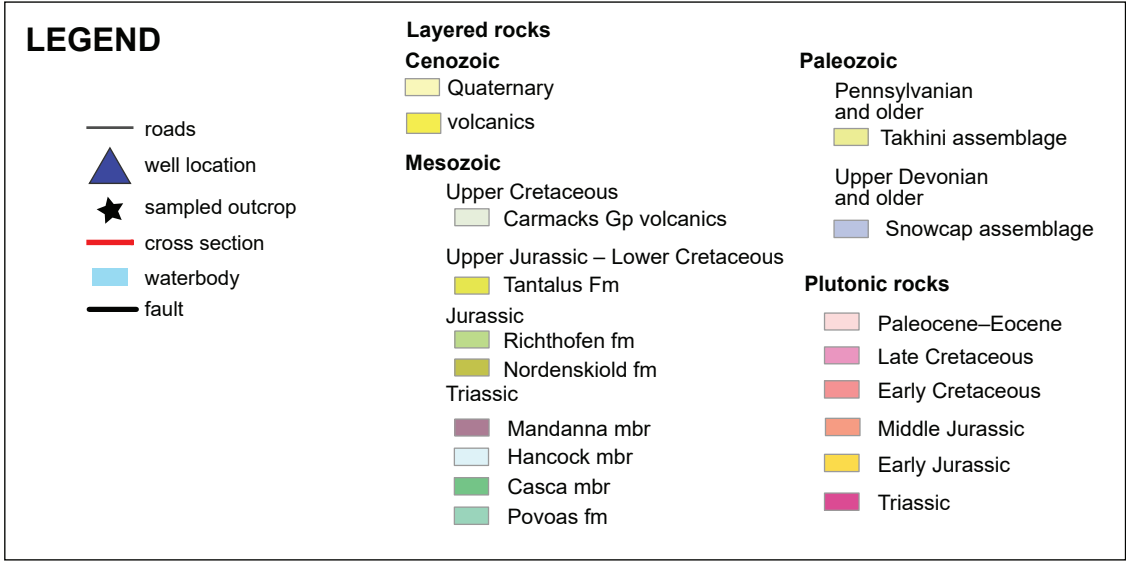 LEGEND
roads
well location
sampled outcrop
cross section
waterbody
fault
Layered rocks
Cenozoic
Quaternary
volcanics
Mesozoic
Upper Cretaceous
Carmacks Gp volcanics
Upper Jurassic – Lower Cretaceous
Tantalus Fm
Jurassic
Richthofen fm
Nordenskiold fm
Triassic
Mandanna mbr
Hancock mbr
Casca mbr
Povoas fm
Paleozoic
Pennsylvanian
and older
Takhini assemblage
Upper Devonian
and older
Snowcap assemblage
Plutonic rocks
Paleocene–Eocene
Late Cretaceous
Early Cretaceous
Middle Jurassic
Early Jurassic
Triassic